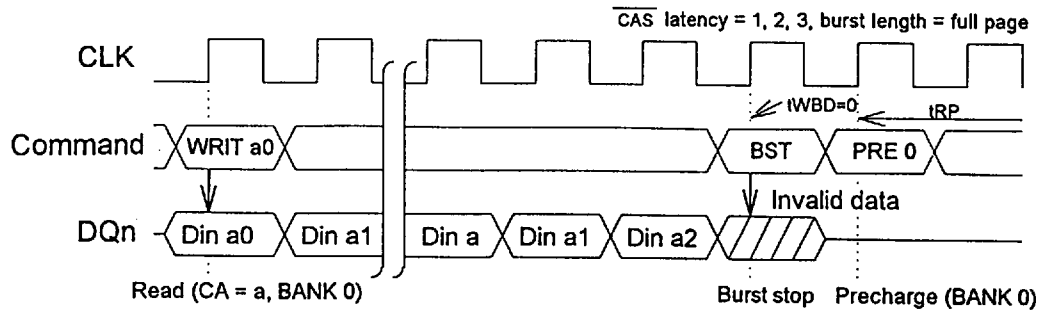 CAS latency = 1, 2, 3, burst length = full page
CLK
tWBD=0
tRP
Command
WRIT a0
BST
PRE 0
Invalid data
DQn
Din a0
Din a1
Din a
Din a1
Din a2
Read (CA = a, BANK 0)
Burst stop
Precharge (BANK 0)